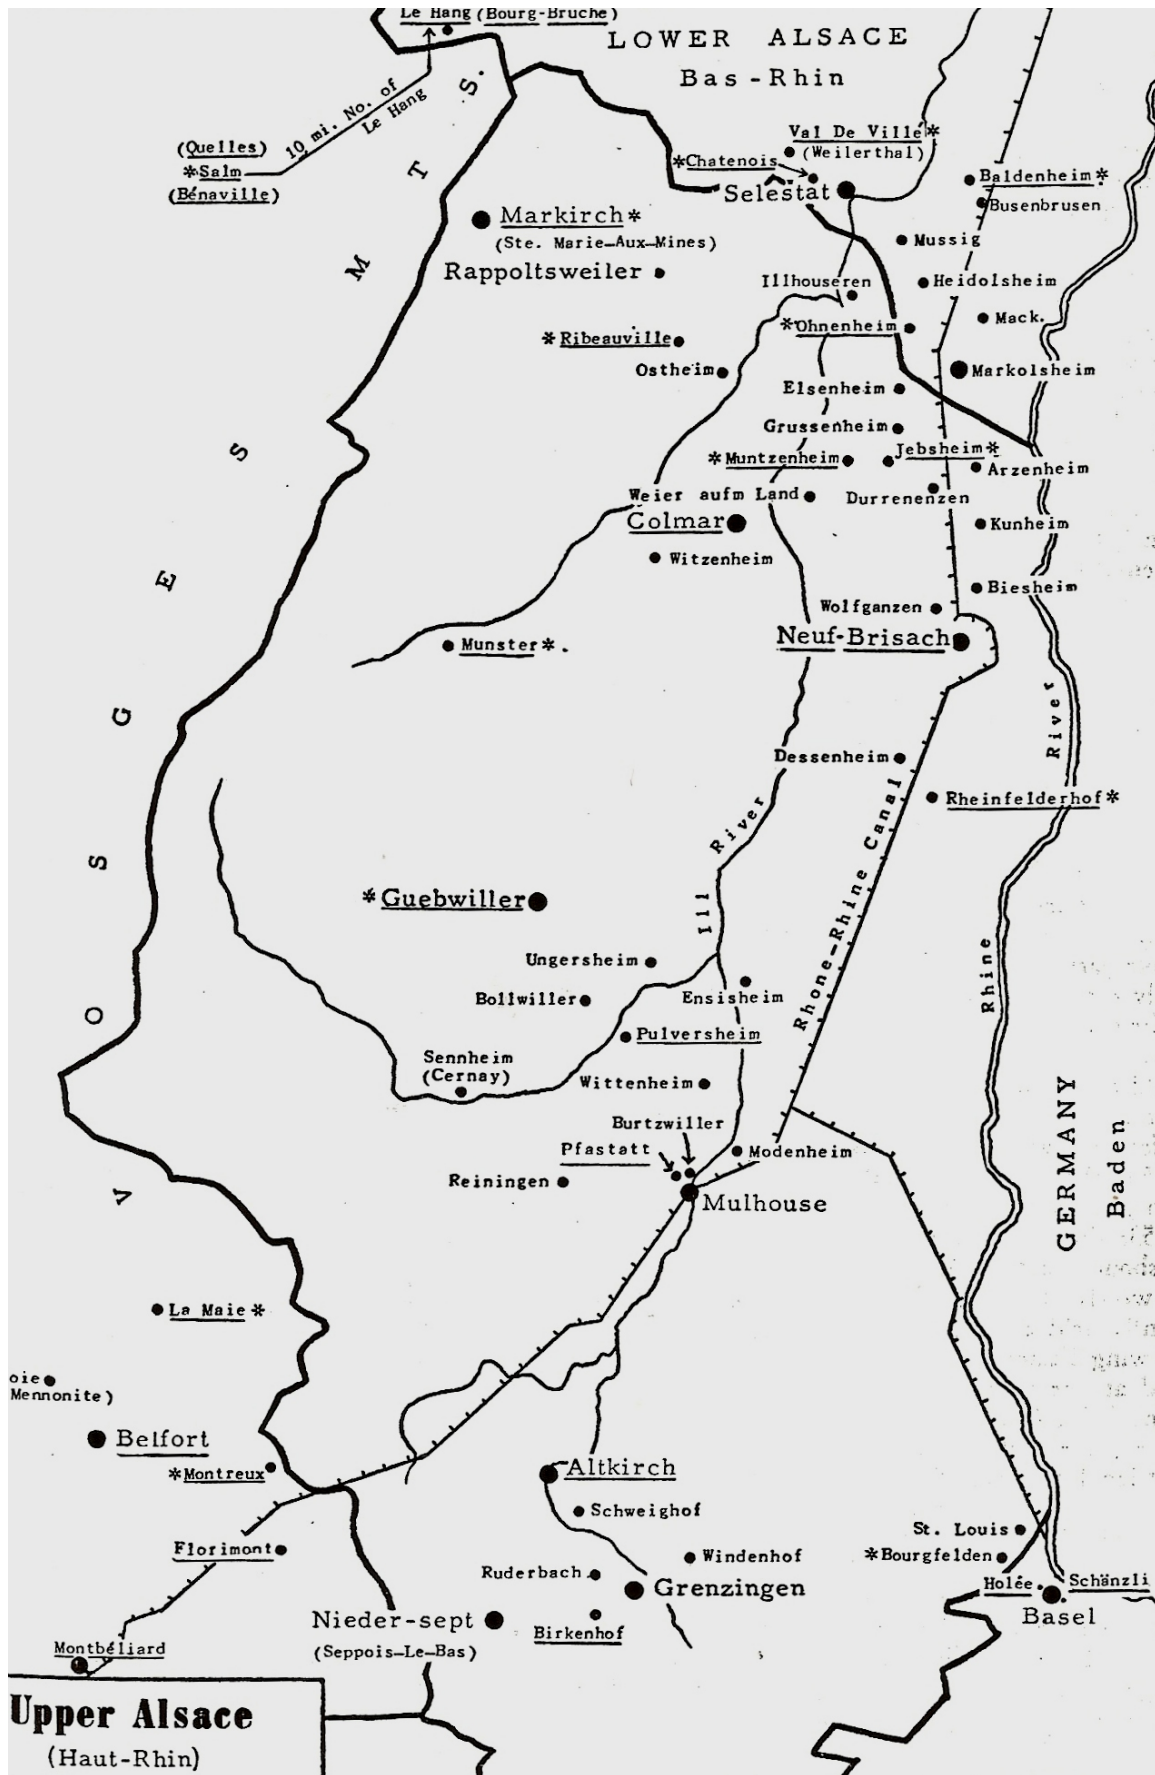 Le Hang (Bourg-Bruche)
LOWER ALSACE
Bas-Rhin
10 mi. No. of
Le Hang
(Quelles)
*Salm
(Bénaville)
VOSGES MTS.
Val De Villé*
(Weilerthal)
*Chatenois
Selestat
Baldenheim*
Busenbrusen
Markirch*
(Ste. Marie-Aux-Mines)
Mussig
Rappoltsweiler
Illhouseren
Heidolsheim
*Ohnenheim
Mack.
*Ribeauville
Ostheim
Markolsheim
Elsenheim
Grussenheim
Jebsheim*
*Muntzenheim
Arzenheim
Weier aufm Land
Durrenenzen
Colmar
Kunheim
Witzenheim
Biesheim
Wolfganzen
Neuf-Brisach
Munster*.
Dessenheim
Rheinfelderhof*
Rhine River
Ill River
Rhone-Rhine Canal
*Guebwiller
Ungersheim
Bollwiller
Ensisheim
Pulversheim
Sennheim
(Cernay)
Wittenheim
Burtzwiller
Pfastatt
Modenheim
Reiningen
Mulhouse
GERMANY
Baden
La Maie*
oie
Mennonite)
Belfort
*Montreux
Altkirch
Schweighof
St. Louis
Florimont
Windenhof
*Bourgfelden
Ruderbach
Grenzingen
Holée
Schänzli
Basel
Nieder-sept
(Seppois-Le-Bas)
Birkenhof
Montbéliard
Upper Alsace
(Haut-Rhin)